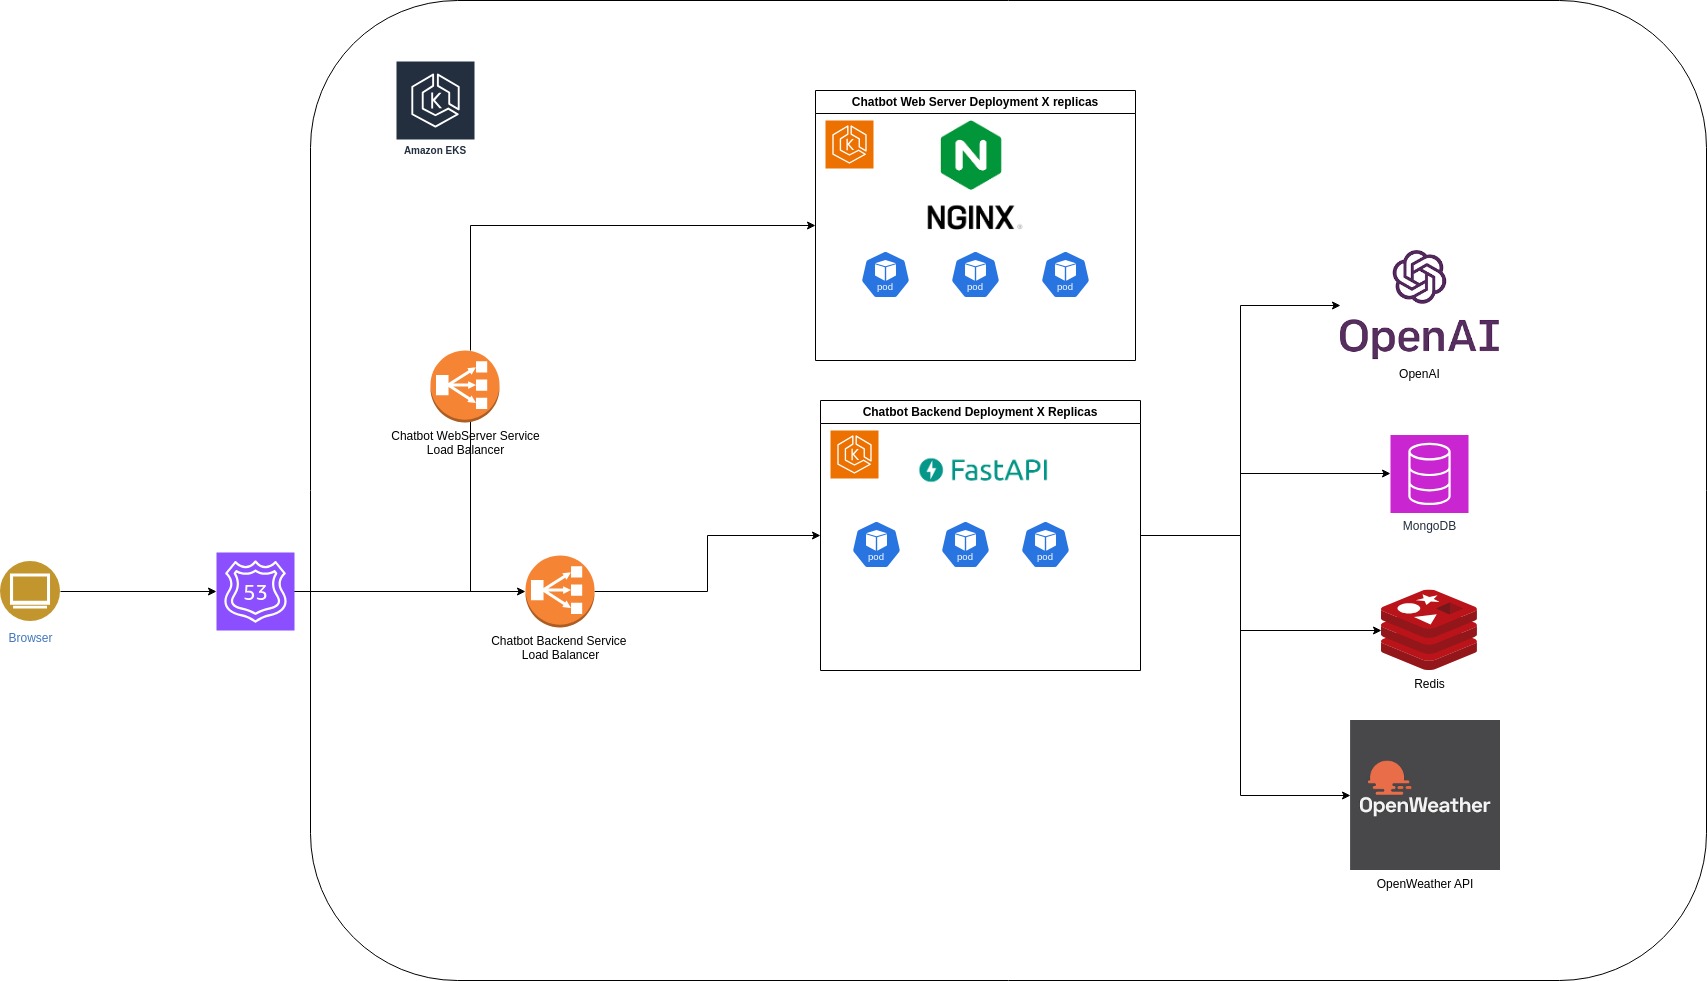 Amazon EKS
Chatbot Web Server Deployment X replicas
NGINX
pod
pod
pod
Chatbot WebServer Service
Load Balancer
Chatbot Backend Deployment X Replicas
FastAPI
pod
pod
pod
Browser
53
Chatbot Backend Service
Load Balancer
OpenAI
OpenAI
MongoDB
Redis
OpenWeather
OpenWeather API